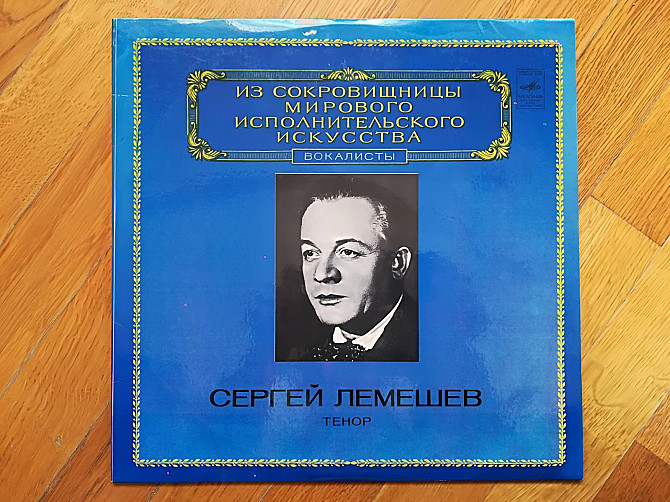 ИЗ СОКРОВИЩНИЦЫ
МИРОВОГО
ИСПОЛНИТЕЛЬСКОГО
ИСКУССТВА
ВОКАЛИСТЫ
СЕРГЕЙ ЛЕМЕШЕВ
ТЕНОР